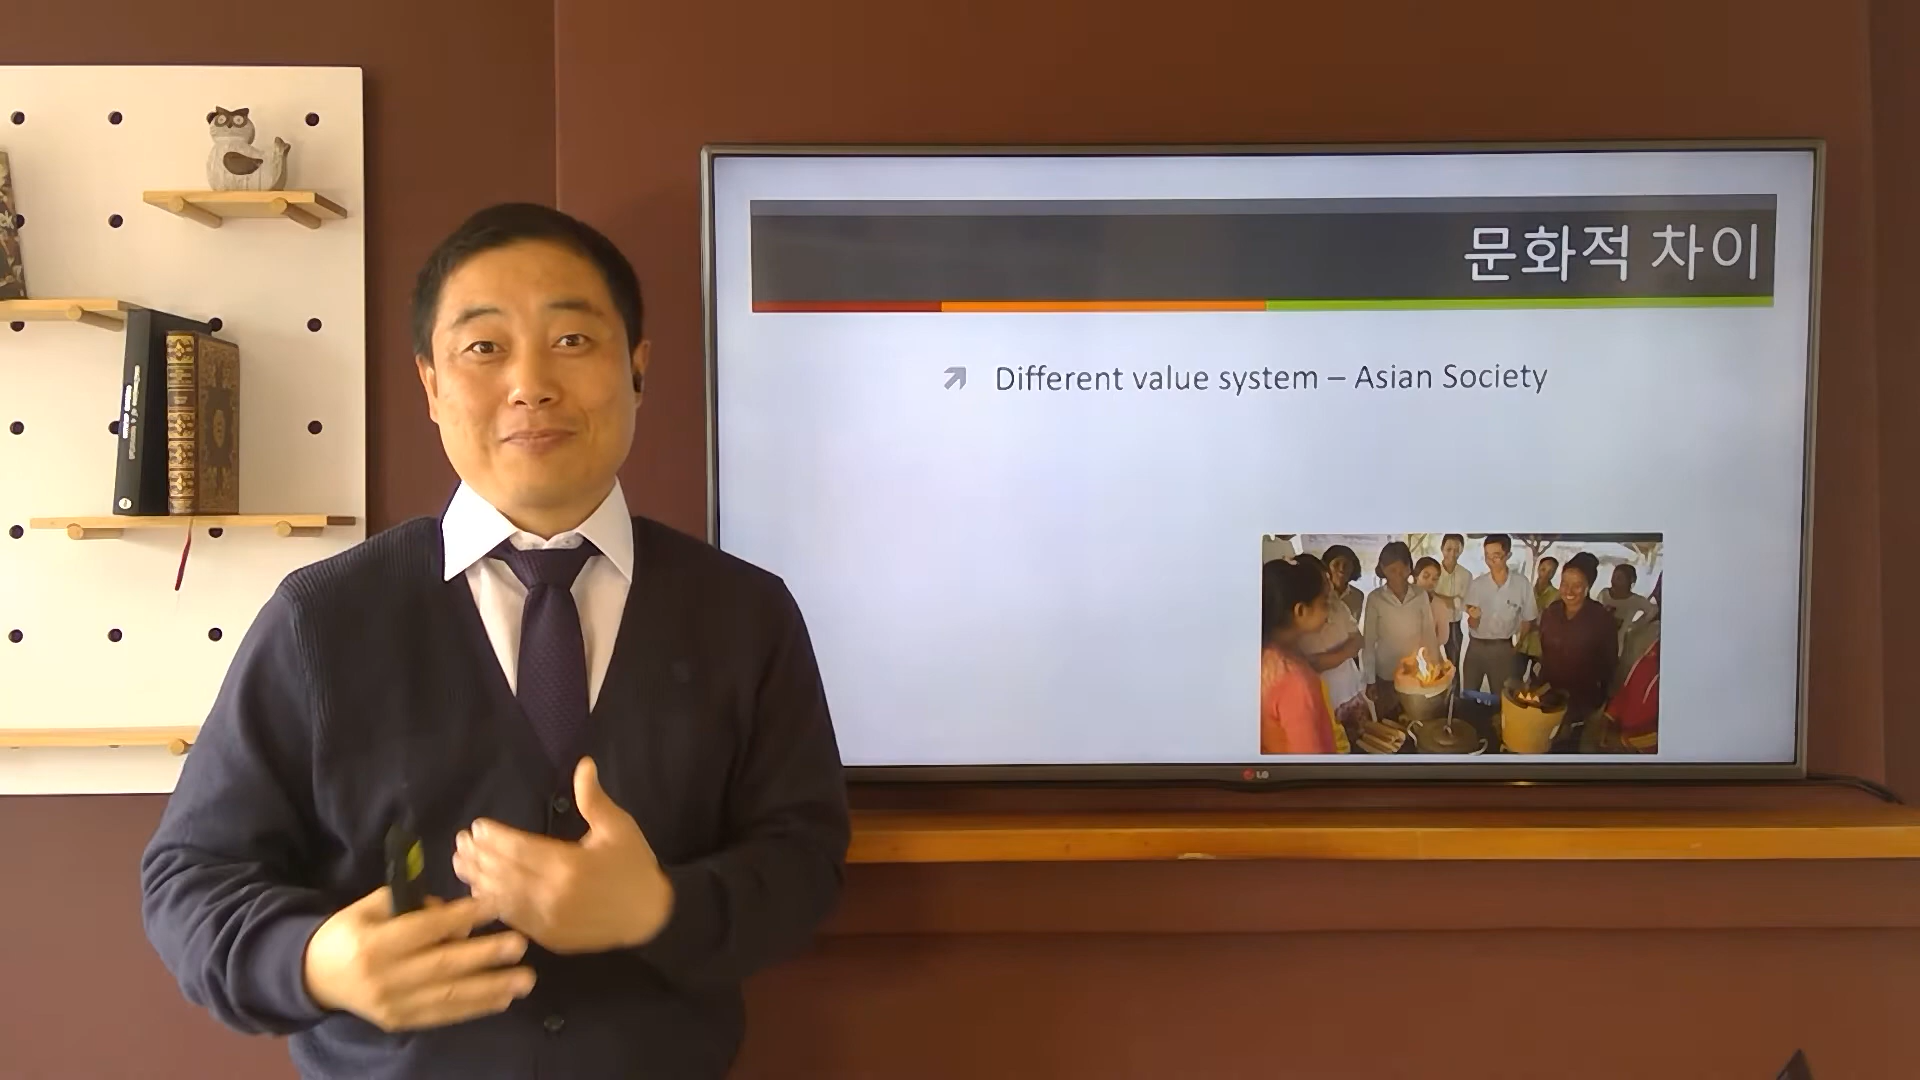 문화적 차이
Different value system – Asian Society
LG